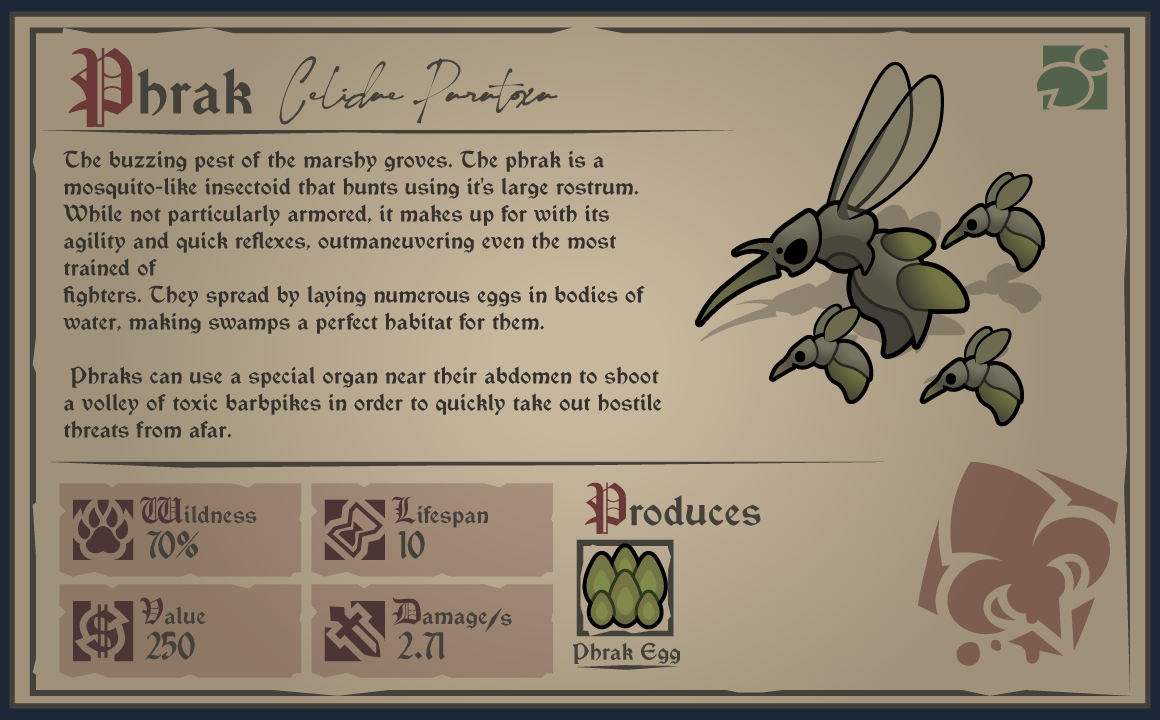 Phrak Celidae Paratoxa
The buzzing pest of the marshy groves. The phrak is a
mosquito-like insectoid that hunts using it's large rostrum.
While not particularly armored, it makes up for with its
agility and quick reflexes, outmaneuvering even the most
trained of
fighters. They spread by laying numerous eggs in bodies of
water, making swamps a perfect habitat for them.
Phraks can use a special organ near their abdomen to shoot
a volley of toxic barbpikes in order to quickly take out hostile
threats from afar.
Wildness
70%
Lifespan
10
Value
250
Damage/s
2.71
Produces
Phrak Egg